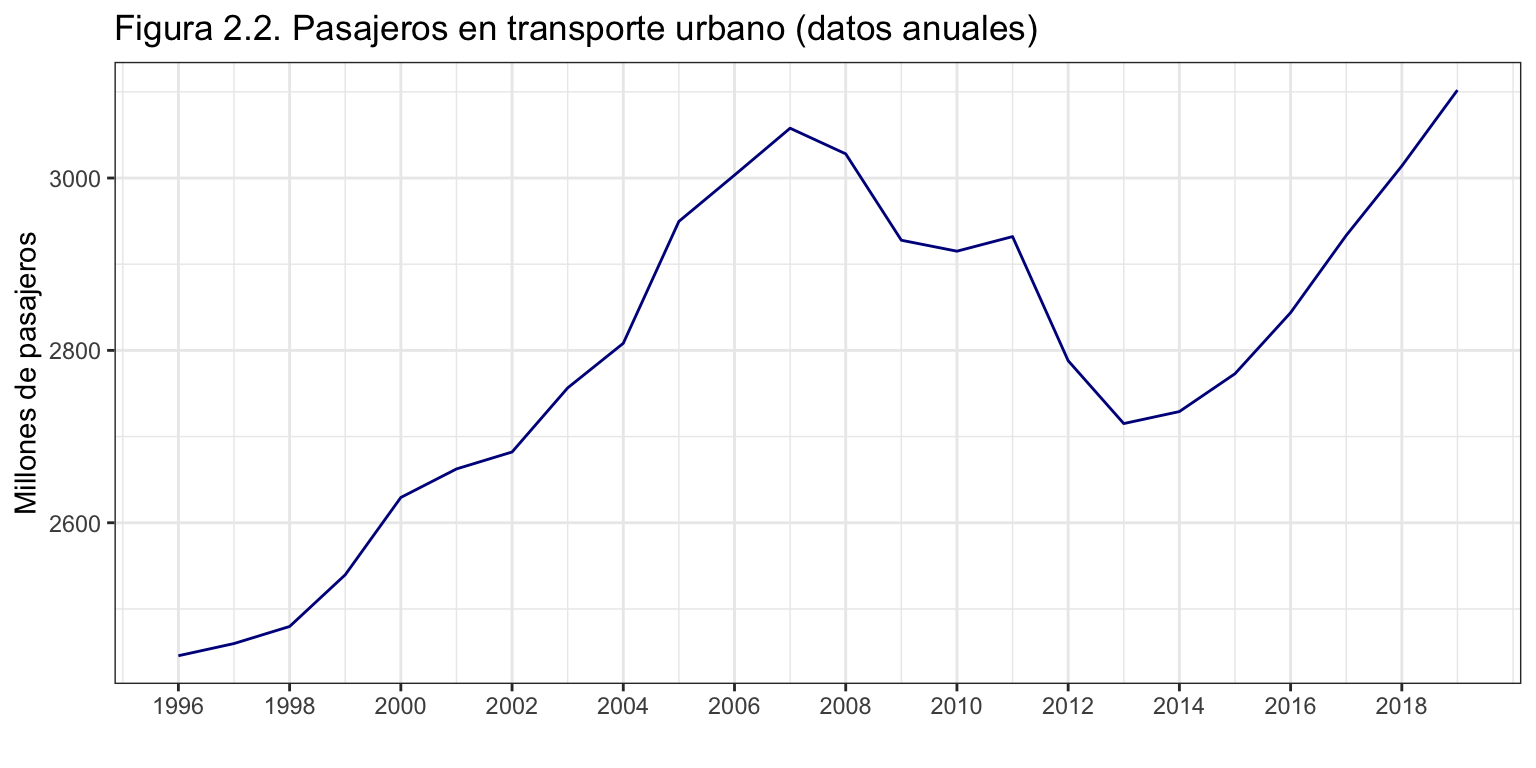 Figura 2.2. Pasajeros en transporte urbano (datos anuales)
Millones de pasajeros
3000
2800
2600
1996 1998 2000 2002 2004 2006 2008 2010 2012 2014 2016 2018